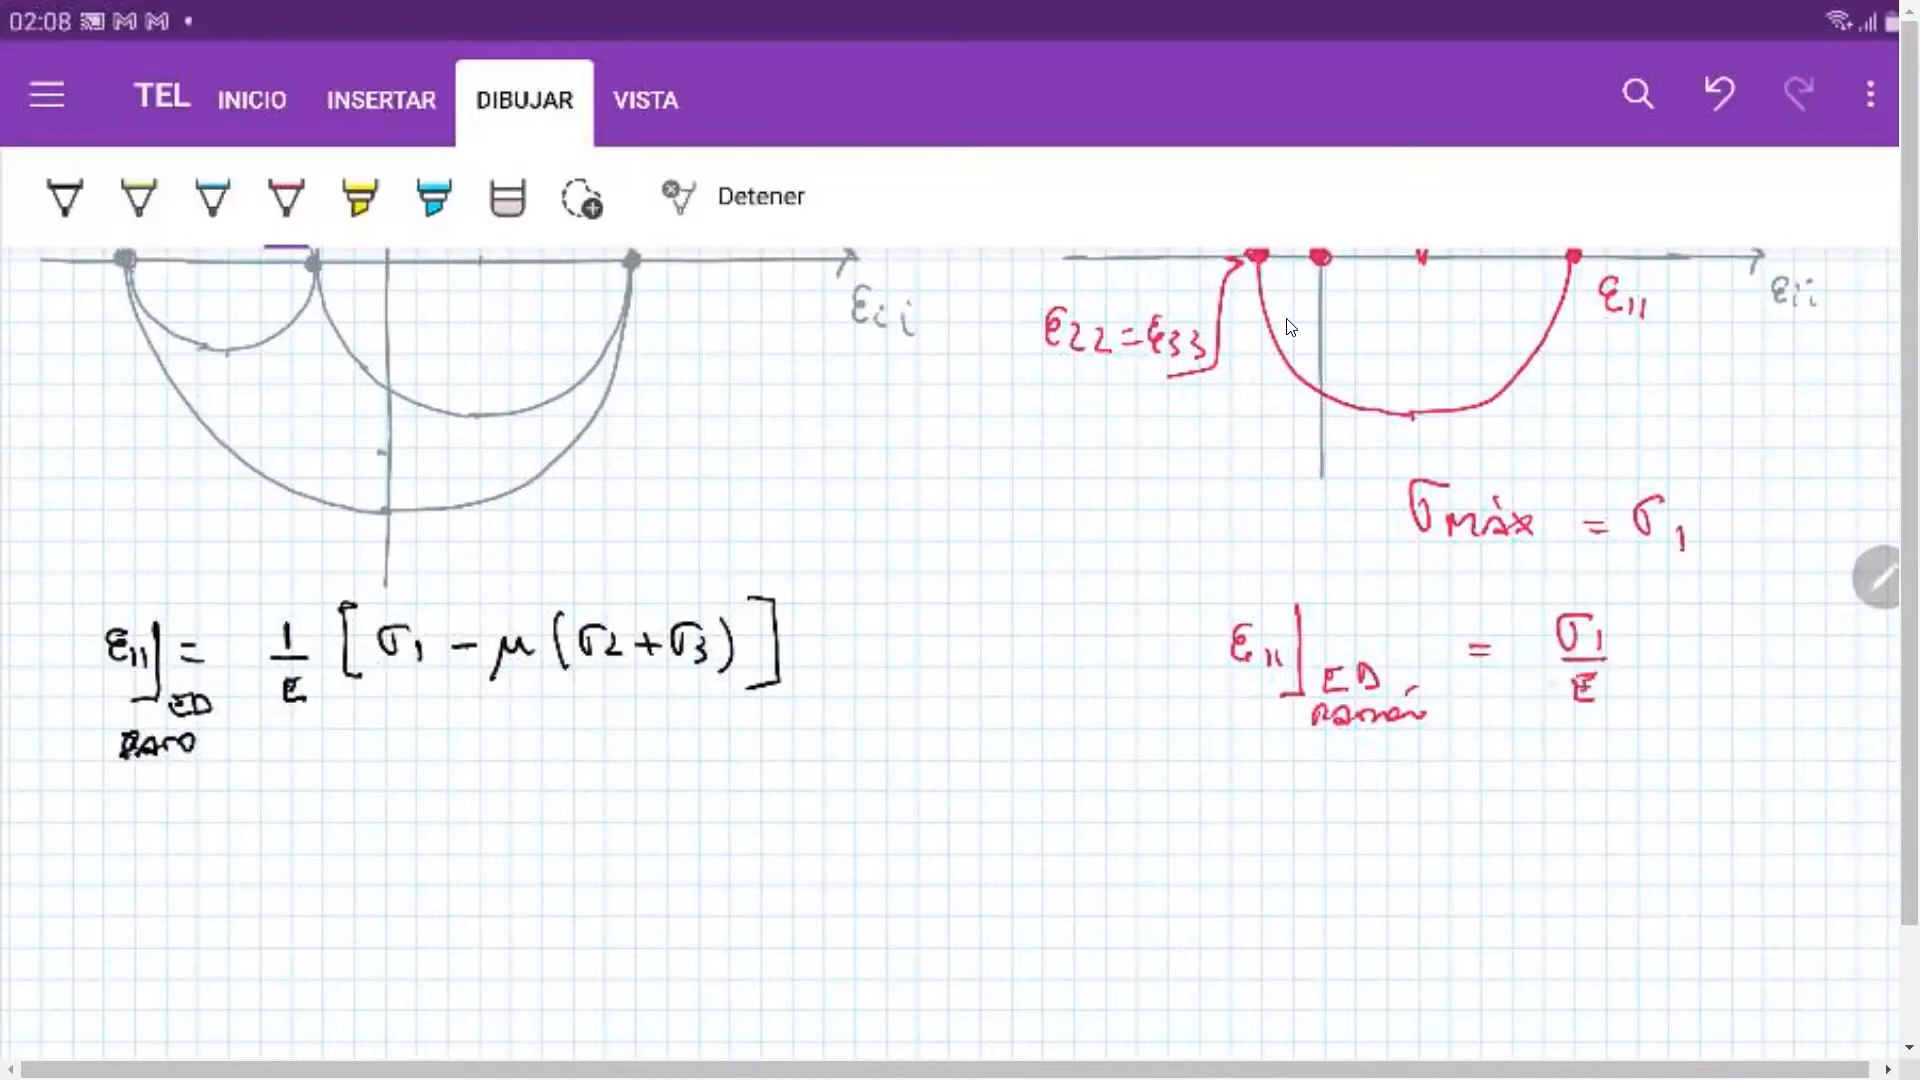 02:08
TEL INICIO INSERTAR DIBUJAR VISTA
Detener
εii
εii
ε11
ε22 = ε33
σMÁX = σ1
ε11]ED DADO = 1/E [σ1 - μ(σ2+σ3)]
ε11]ED = σ1/E